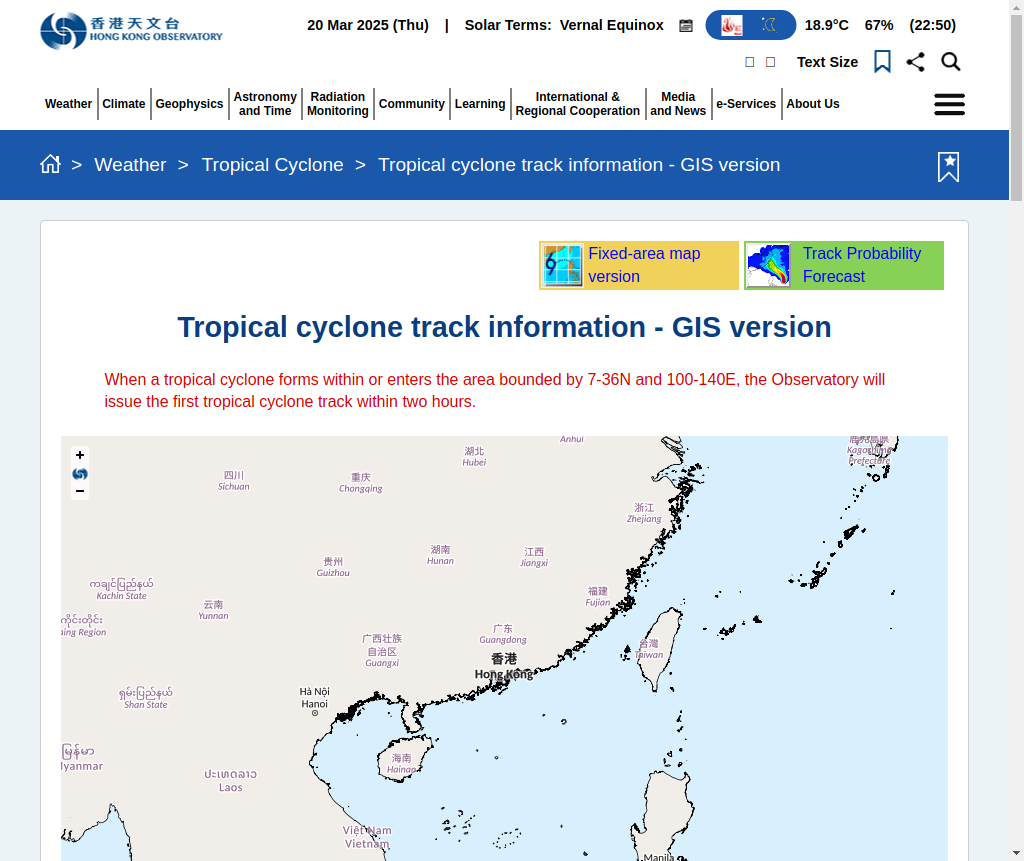 香港天文台
HONG KONG OBSERVATORY
20 Mar 2025 (Thu) | Solar Terms: Vernal Equinox 18.9°C 67% (22:50)
Text Size
Weather Climate Geophysics Astronomy and Time Radiation Monitoring Community Learning International & Regional Cooperation Media and News e-Services About Us
> Weather > Tropical Cyclone > Tropical cyclone track information - GIS version
Fixed-area map version
Track Probability Forecast
Tropical cyclone track information - GIS version
When a tropical cyclone forms within or enters the area bounded by 7-36N and 100-140E, the Observatory will
issue the first tropical cyclone track within two hours.
+
−
Anhui
湖北
Hubei
四川
Sichuan
重庆
Chongqing
Kagoshima
Prefecture
浙江
Zhejiang
湖南
Hunan
江西
Jiangxi
贵州
Guizhou
ကချင်ပြည်နယ်
Kachin State
福建
Fujian
云南
Yunnan
ing Region
广东
Guangdong
广西壮族
自治区
Guangxi
台灣
Taiwan
香港
Hong Kong
ရှမ်းပြည်နယ်
Shan State
Hà Nội
Hanoi
မြန်မာ
Myanmar
海南
Hainan
ປະເທດລາວ
Laos
Việt Nam
Vietnam
Manila